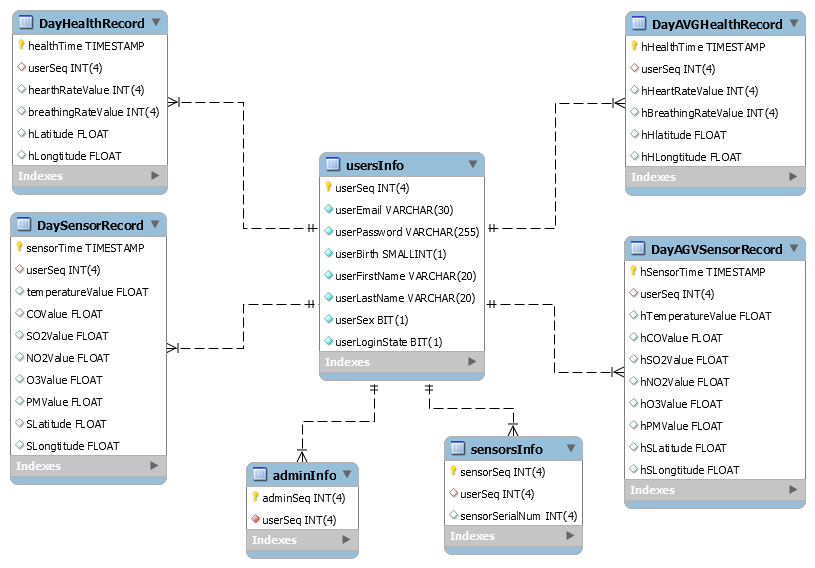 DayHealthRecord
healthTime TIMESTAMP
userSeq INT(4)
hearthRateValue INT(4)
breathingRateValue INT(4)
hLatitude FLOAT
hLongtitude FLOAT
Indexes
DaySensorRecord
sensorTime TIMESTAMP
userSeq INT(4)
temperatureValue FLOAT
COValue FLOAT
SO2Value FLOAT
NO2Value FLOAT
O3Value FLOAT
PMValue FLOAT
SLatitude FLOAT
SLongtitude FLOAT
Indexes
usersInfo
userSeq INT(4)
userEmail VARCHAR(30)
userPassword VARCHAR(255)
userBirth SMALLINT(1)
userFirstName VARCHAR(20)
userLastName VARCHAR(20)
userSex BIT(1)
userLoginState BIT(1)
Indexes
adminInfo
adminSeq INT(4)
userSeq INT(4)
Indexes
sensorsInfo
sensorSeq INT(4)
userSeq INT(4)
sensorSerialNum INT(4)
Indexes
DayAVGHealthRecord
hHealthTime TIMESTAMP
userSeq INT(4)
hHeartRateValue INT(4)
hBreathingRateValue INT(4)
hHlatitude FLOAT
hHLongtitude FLOAT
Indexes
DayAGVSensorRecord
hSensorTime TIMESTAMP
userSeq INT(4)
hTemperatureValue FLOAT
hCOValue FLOAT
hSO2Value FLOAT
hNO2Value FLOAT
hO3Value FLOAT
hPMValue FLOAT
hSLatitude FLOAT
hSLongtitude FLOAT
Indexes